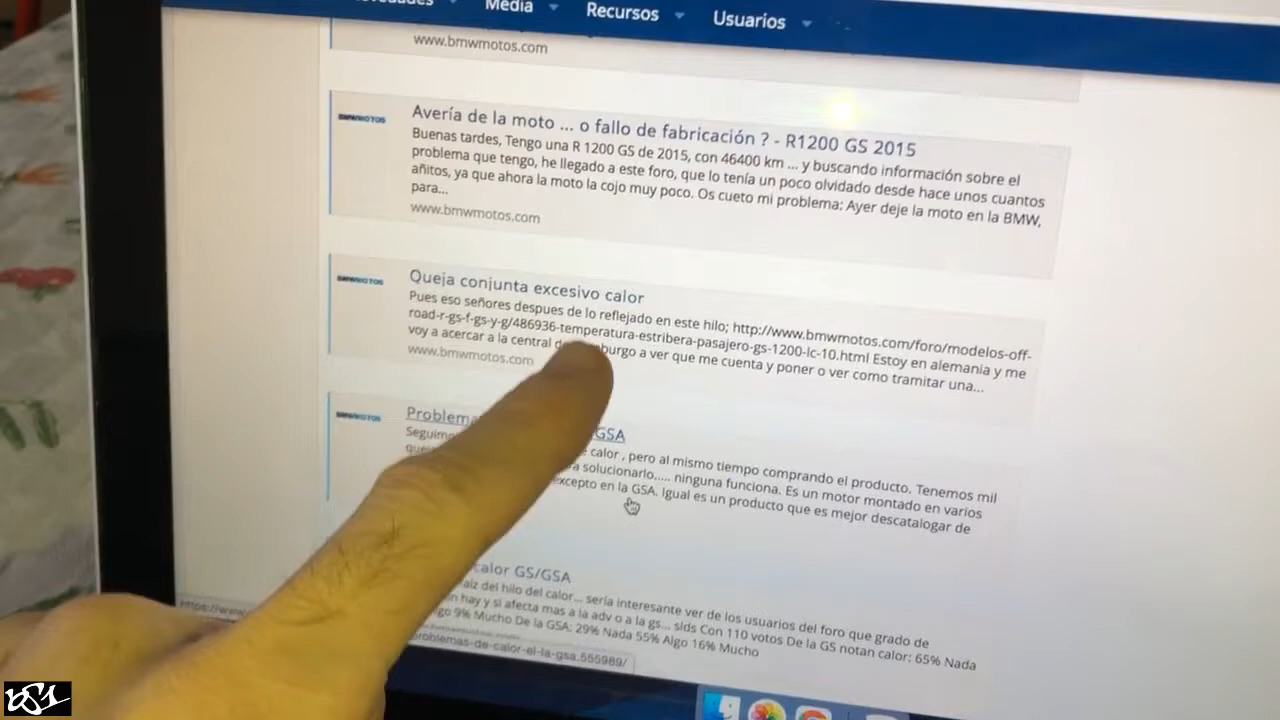 Media
Recursos
Usuarios
www.bmwmotos.com
BMWMOTOS
Avería de la moto ... o fallo de fabricación ? - R1200 GS 2015
Buenas tardes, Tengo una R 1200 GS de 2015, con 46400 km ... y buscando información sobre el
problema que tengo, he llegado a este foro, que lo tenía un poco olvidado desde hace unos cuantos
añitos, ya que ahora la moto la cojo muy poco. Os cueto mi problema: Ayer deje la moto en la BMW,
para...
www.bmwmotos.com
BMWMOTOS
Queja conjunta excesivo calor
Pues eso señores despues de lo reflejado en este hilo; http://www.bmwmotos.com/foro/modelos-off-
road-r-gs-f-gs-y-g/486936-temperatura-estribera-pasajero-gs-1200-lc-10.html Estoy en alemania y me
voy a acercar a la central de burgo a ver que me cuenta y poner o ver como tramitar una...
www.bmwmotos.com
BMWMOTOS
Problema /GSA
calor , pero al mismo tiempo comprando el producto. Tenemos mil
solucionarlo..... ninguna funciona. Es un motor montado en varios
excepto en la GSA. Igual es un producto que es mejor descatalogar de
calor GS/GSA
raiz del hilo del calor... sería interesante ver de los usuarios del foro que grado de
hay y si afecta mas a la adv o a la gs... slds Con 110 votos De la GS notan calor: 65% Nada
9% Mucho De la GSA: 29% Nada 55% Algo 16% Mucho
problemas-de-calor-el-la-gsa.555989/